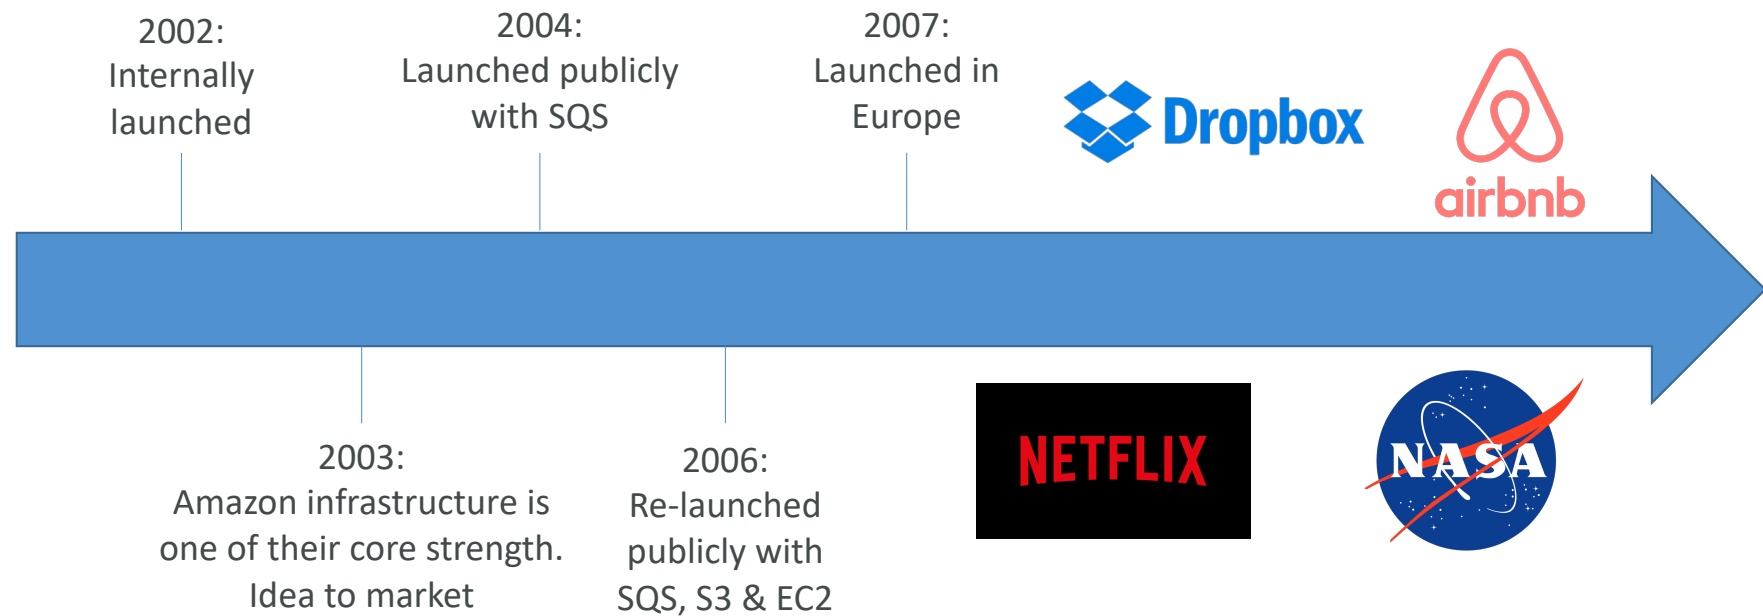 2002:
Internally
launched
2004:
Launched publicly
with SQS
2007:
Launched in
Europe
Dropbox
airbnb
2003:
Amazon infrastructure is
one of their core strength.
Idea to market
2006:
Re-launched
publicly with
SQS, S3 & EC2
NETFLIX
NASA